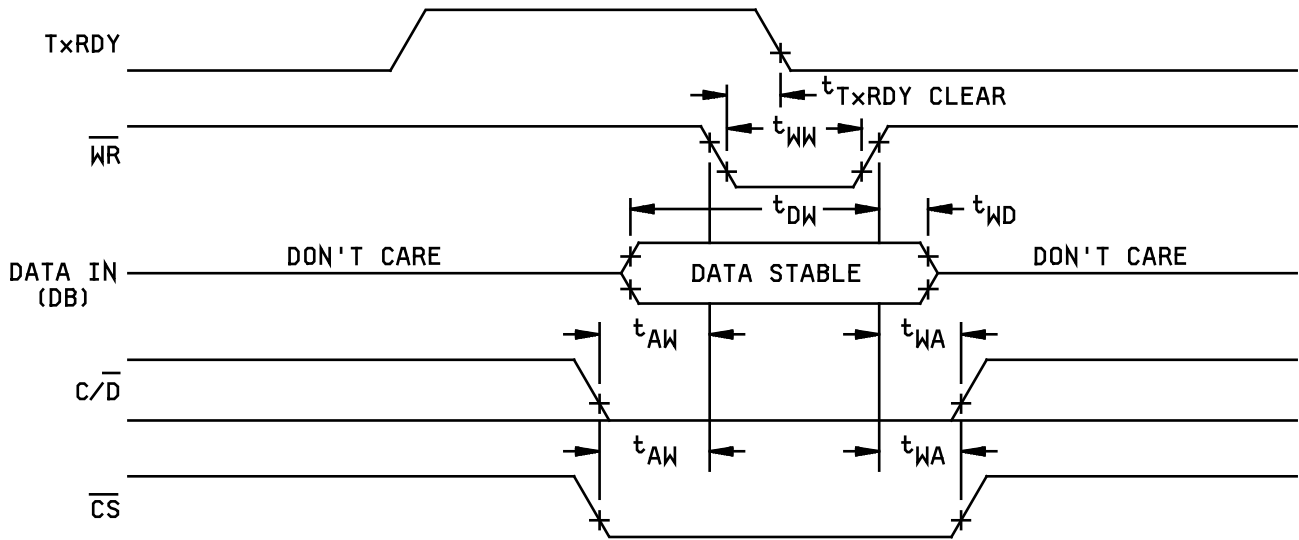 TxRDY
tTxRDY CLEAR
tWW
WR
tDW
tWD
DON'T CARE
DATA STABLE
DON'T CARE
DATA IN
(DB)
tAW
tWA
C/D
tAW
tWA
CS